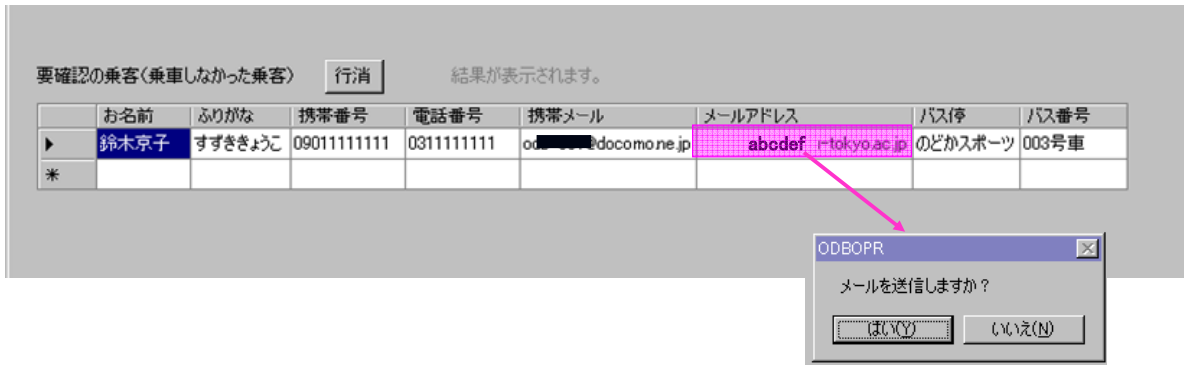 要確認の乗客(乗車しなかった乗客) 行消 結果が表示されます。
お名前 ふりがな 携帯番号 電話番号 携帯メール メールアドレス バス停 バス番号
鈴木京子 すずききょうこ 09011111111 0311111111 @docomo.ne.jp abcdef -tokyo.ac.jp のどかスポーツ 003号車
ODBOPR
メールを送信しますか?
はい(Y) いいえ(N)